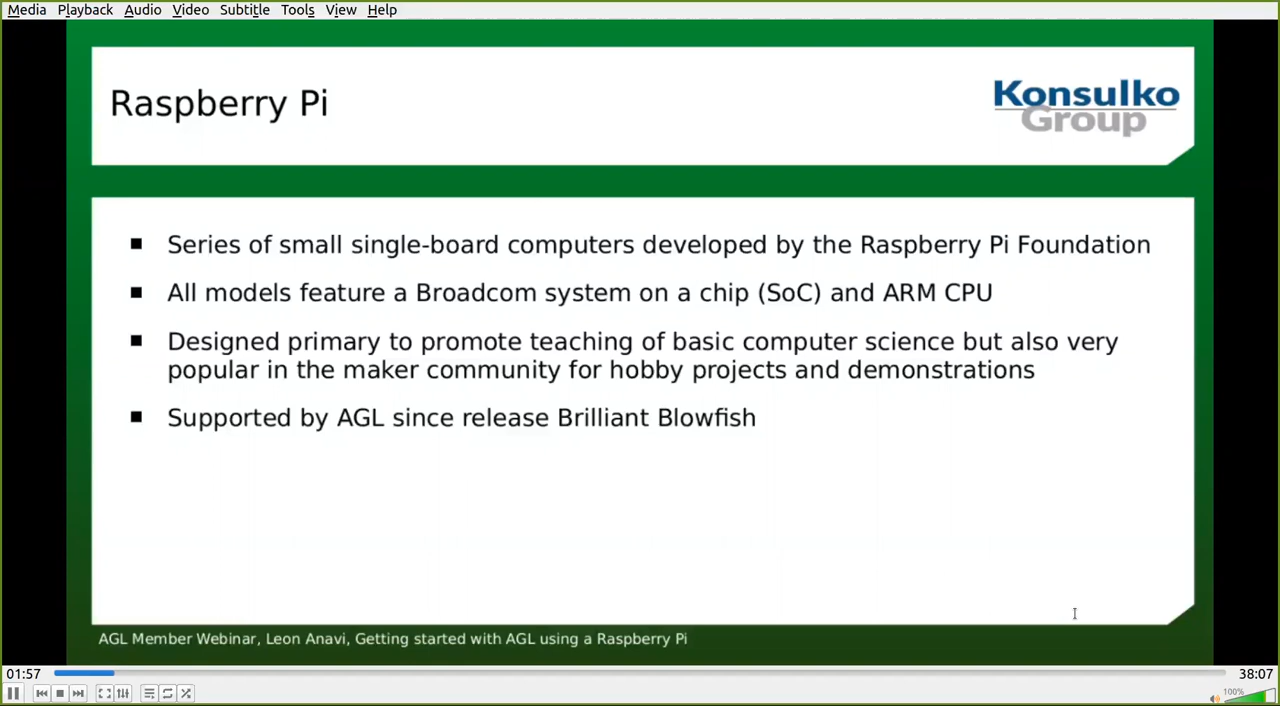 Media Playback Audio Video Subtitle Tools View Help
Raspberry Pi
Konsulko
Group
Series of small single-board computers developed by the Raspberry Pi Foundation
All models feature a Broadcom system on a chip (SoC) and ARM CPU
Designed primary to promote teaching of basic computer science but also very
popular in the maker community for hobby projects and demonstrations
Supported by AGL since release Brilliant Blowfish
AGL Member Webinar, Leon Anavi, Getting started with AGL using a Raspberry Pi
01:57 38:07
100%